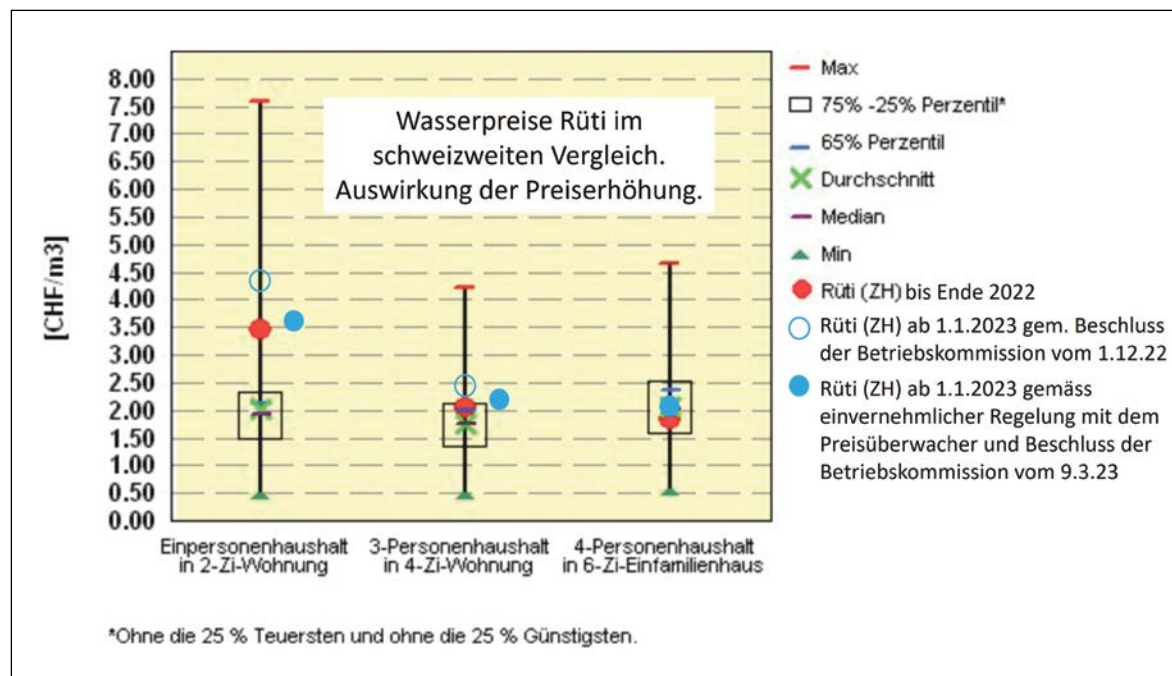 Wasserpreise Rüti im
schweizweiten Vergleich.
Auswirkung der Preiserhöhung.
[CHF/m3]
8.00
7.50
7.00
6.50
6.00
5.50
5.00
4.50
4.00
3.50
3.00
2.50
2.00
1.50
1.00
0.50
0.00
Einpersonenhaushalt
in 2-Zi-Wohnung
3-Personenhaushalt
in 4-Zi-Wohnung
4-Personenhaushalt
in 6-Zi-Einfamilienhaus
Max
75% -25% Perzentil*
65% Perzentil
Durchschnitt
Median
Min
Rüti (ZH) bis Ende 2022
Rüti (ZH) ab 1.1.2023 gem. Beschluss
der Betriebskommission vom 1.12.22
Rüti (ZH) ab 1.1.2023 gemäss
einvernehmlicher Regelung mit dem
Preisüberwacher und Beschluss der
Betriebskommission vom 9.3.23
*Ohne die 25 % Teuersten und ohne die 25 % Günstigsten.